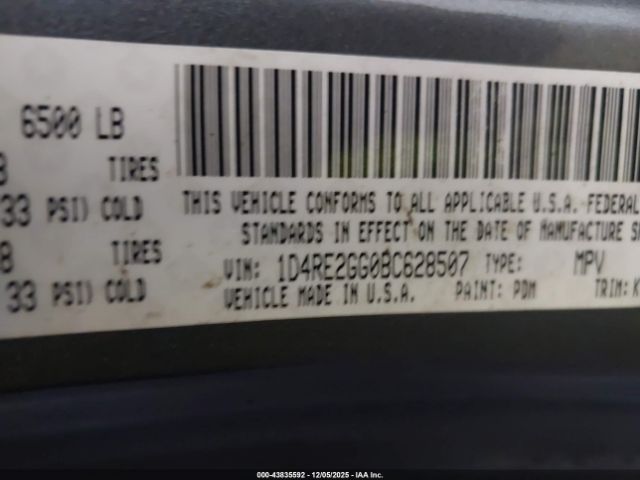 6500 LB
TIRES
33 PSI) COLD
TIRES
33 PSI) COLD
THIS VEHICLE CONFORMS TO ALL APPLICABLE U.S.A. FEDERAL
STANDARDS IN EFFECT ON THE DATE OF MANUFACTURE
VIN: 1D4RE2GG0BC628507 TYPE: MPV
VEHICLE MADE IN U.S.A. PAINT: PDM TRIM:
000-43835592 - 12/05/2025 - IAA Inc.